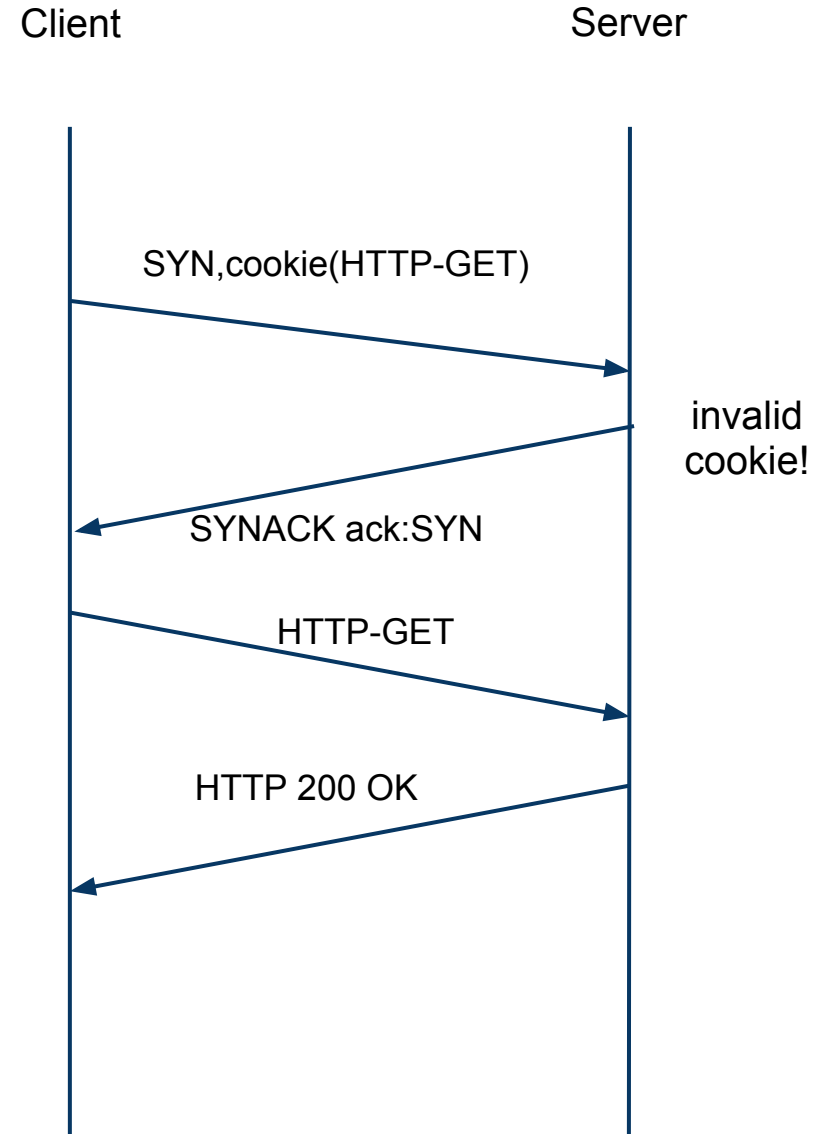 Client
Server
SYN,cookie(HTTP-GET)
invalid
cookie!
SYNACK ack:SYN
HTTP-GET
HTTP 200 OK